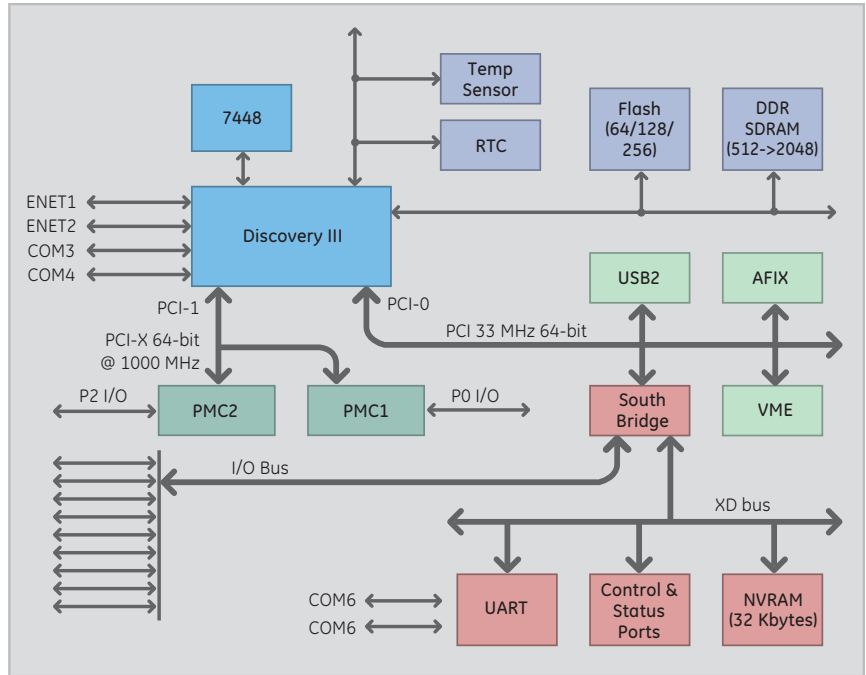 Temp
Sensor
7448
Flash
(64/128/
256)
DDR
SDRAM
(512->2048)
RTC
ENET1
ENET2
COM3
COM4
Discovery III
USB2
AFIX
PCI-1
PCI-0
PCI 33 MHz 64-bit
PCI-X 64-bit
@ 1000 MHz
P2 I/O
PMC2
PMC1
P0 I/O
South
Bridge
VME
I/O Bus
XD bus
COM6
COM6
UART
Control &
Status
Ports
NVRAM
(32 Kbytes)